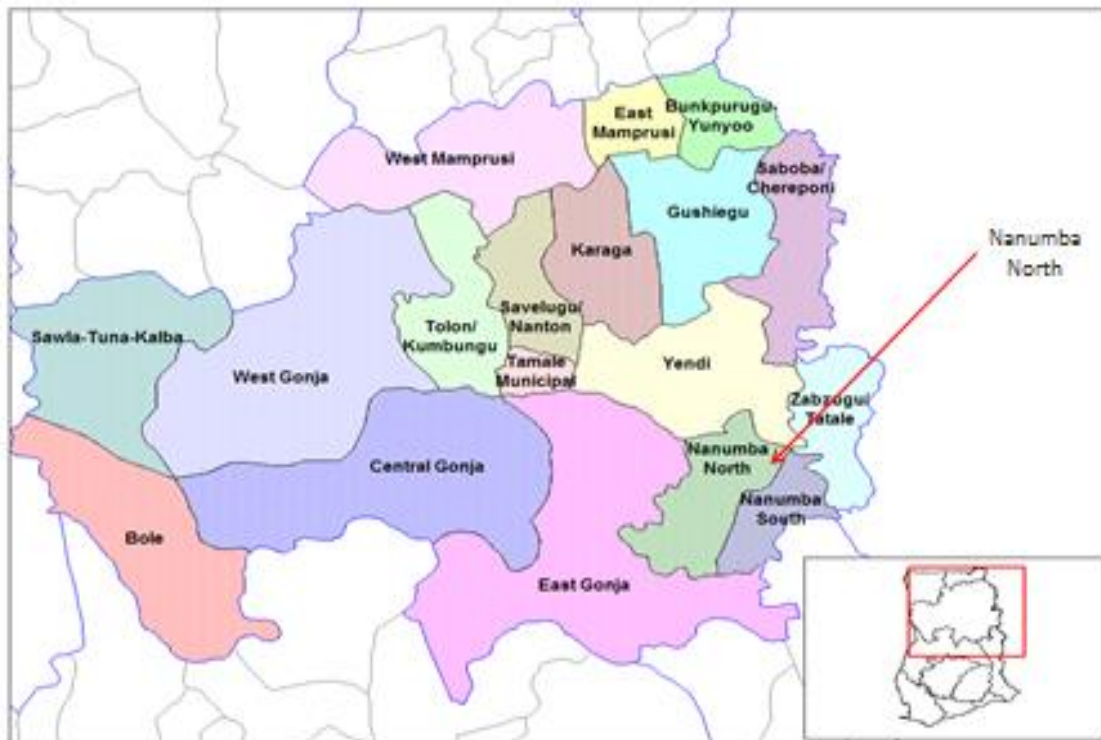 East
Mamprusi
Bunkpurugu-
Yunyoo
West Mamprusi
Saboba/
Chereponi
Gushiegu
Karaga
Nanumba
North
Savelugu/
Nanton
Tolon/
Kumbungu
Sawla-Tuna-Kalba
West Gonja
Tamale
Municipal
Yendi
Zabzugu/
Tatale
Nanumba
North
Central Gonja
Nanumba
South
Bole
East Gonja